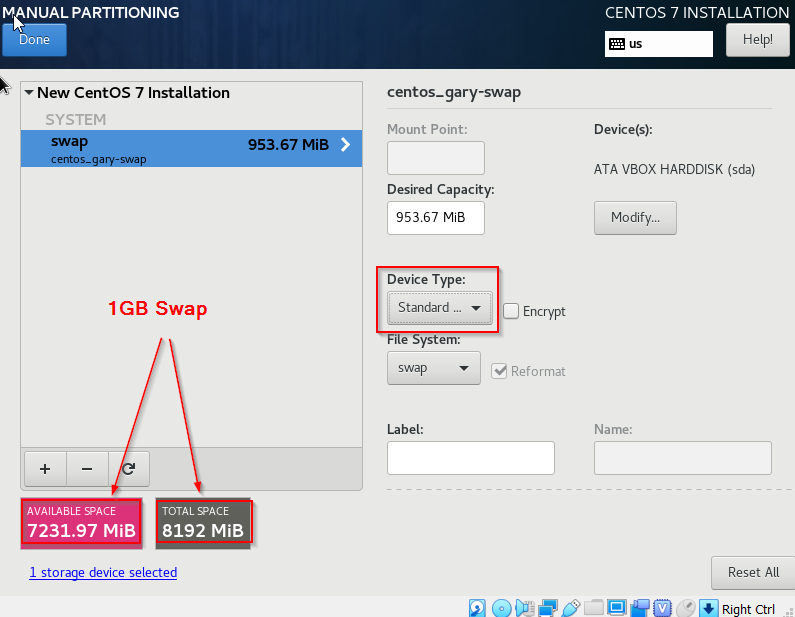 MANUAL PARTITIONING
CENTOS 7 INSTALLATION
Done
us
Help!
New CentOS 7 Installation
SYSTEM
swap
953.67 MiB
centos_gary-swap
1GB Swap
AVAILABLE SPACE
7231.97 MiB
TOTAL SPACE
8192 MiB
1 storage device selected
centos_gary-swap
Mount Point:
Device(s):
ATA VBOX HARDDISK (sda)
Desired Capacity:
953.67 MiB
Modify...
Device Type:
Standard ...
Encrypt
File System:
swap
Reformat
Label:
Name:
Reset All
Right Ctrl